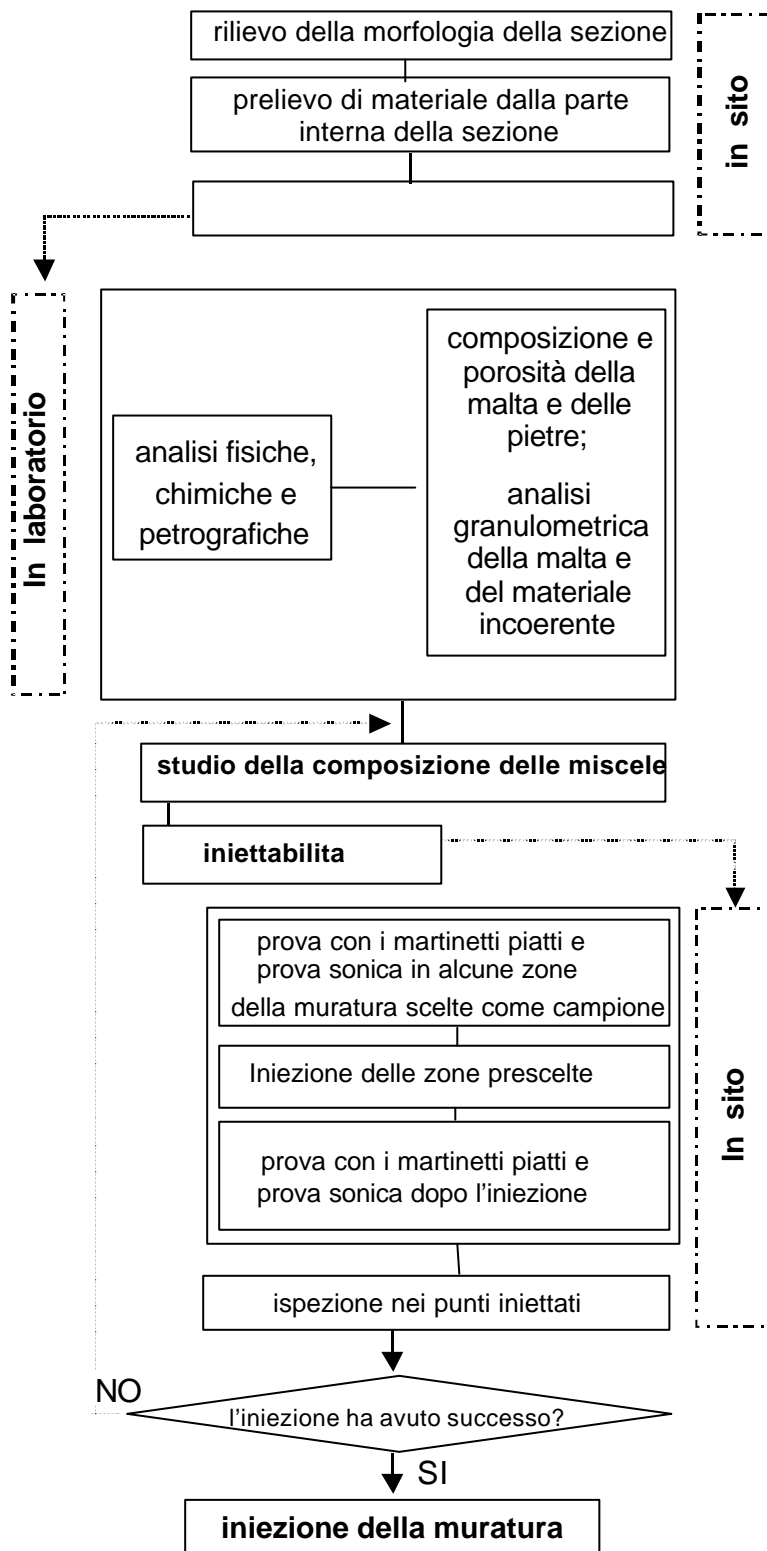 rilievo della morfologia della sezione
prelievo di materiale dalla parte
interna della sezione
in sito
In laboratorio
analisi fisiche,
chimiche e
petrografiche
composizione e
porosità della
malta e delle
pietre;
analisi
granulometrica
della malta e
del materiale
incoerente
studio della composizione delle miscele
iniettabilita
prova con i martinetti piatti e
prova sonica in alcune zone
della muratura scelte come campione
Iniezione delle zone prescelte
prova con i martinetti piatti e
prova sonica dopo l'iniezione
In sito
ispezione nei punti iniettati
NO
l'iniezione ha avuto successo?
SI
iniezione della muratura